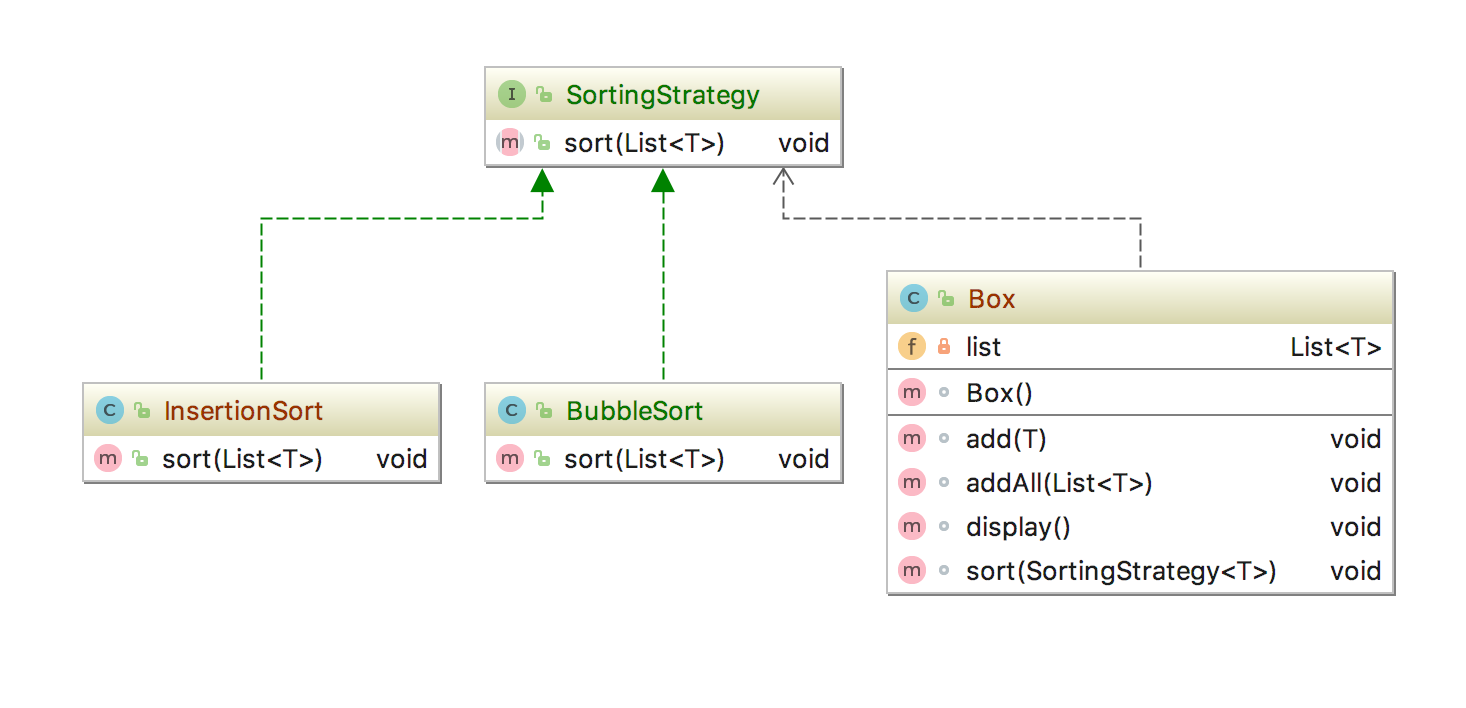 I SortingStrategy
m sort(List<T>) void
C Box
f list List<T>
m Box()
m add(T) void
m addAll(List<T>) void
m display() void
m sort(SortingStrategy<T>) void
C InsertionSort
m sort(List<T>) void
C BubbleSort
m sort(List<T>) void